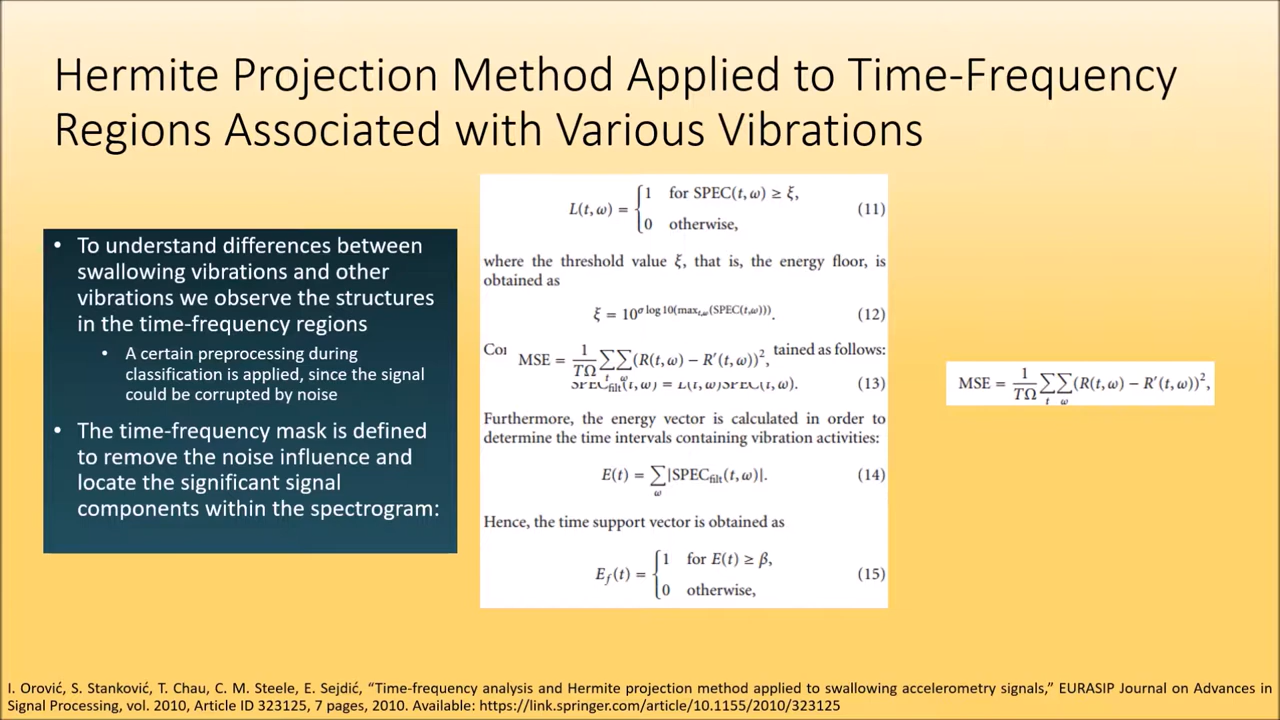 Hermite Projection Method Applied to Time-Frequency
Regions Associated with Various Vibrations
• To understand differences between
swallowing vibrations and other
vibrations we observe the structures
in the time-frequency regions
• A certain preprocessing during
classification is applied, since the signal
could be corrupted by noise
• The time-frequency mask is defined
to remove the noise influence and
locate the significant signal
components within the spectrogram:
L(t, ω) = { 1 for SPEC(t, ω) ≥ ξ, 0 otherwise, (11)
where the threshold value ξ, that is, the energy floor, is
obtained as
ξ = 10^{σ log 10(max_{t,ω}(SPEC(t,ω)))}. (12)
tained as follows:
MSE = 1/TΩ ∑_t ∑_ω (R(t, ω) − R′(t, ω))²,
SPEC_filt(t, ω) = L(t, ω)SPEC(t, ω). (13)
Furthermore, the energy vector is calculated in order to
determine the time intervals containing vibration activities:
E(t) = ∑_ω |SPEC_filt(t, ω)|. (14)
Hence, the time support vector is obtained as
E_f(t) = { 1 for E(t) ≥ β, 0 otherwise, (15)
MSE = 1/TΩ ∑_t ∑_ω (R(t, ω) − R′(t, ω))²,
I. Orović, S. Stanković, T. Chau, C. M. Steele, E. Sejdić, “Time-frequency analysis and Hermite projection method applied to swallowing accelerometry signals,” EURASIP Journal on Advances in
Signal Processing, vol. 2010, Article ID 323125, 7 pages, 2010. Available: https://link.springer.com/article/10.1155/2010/323125